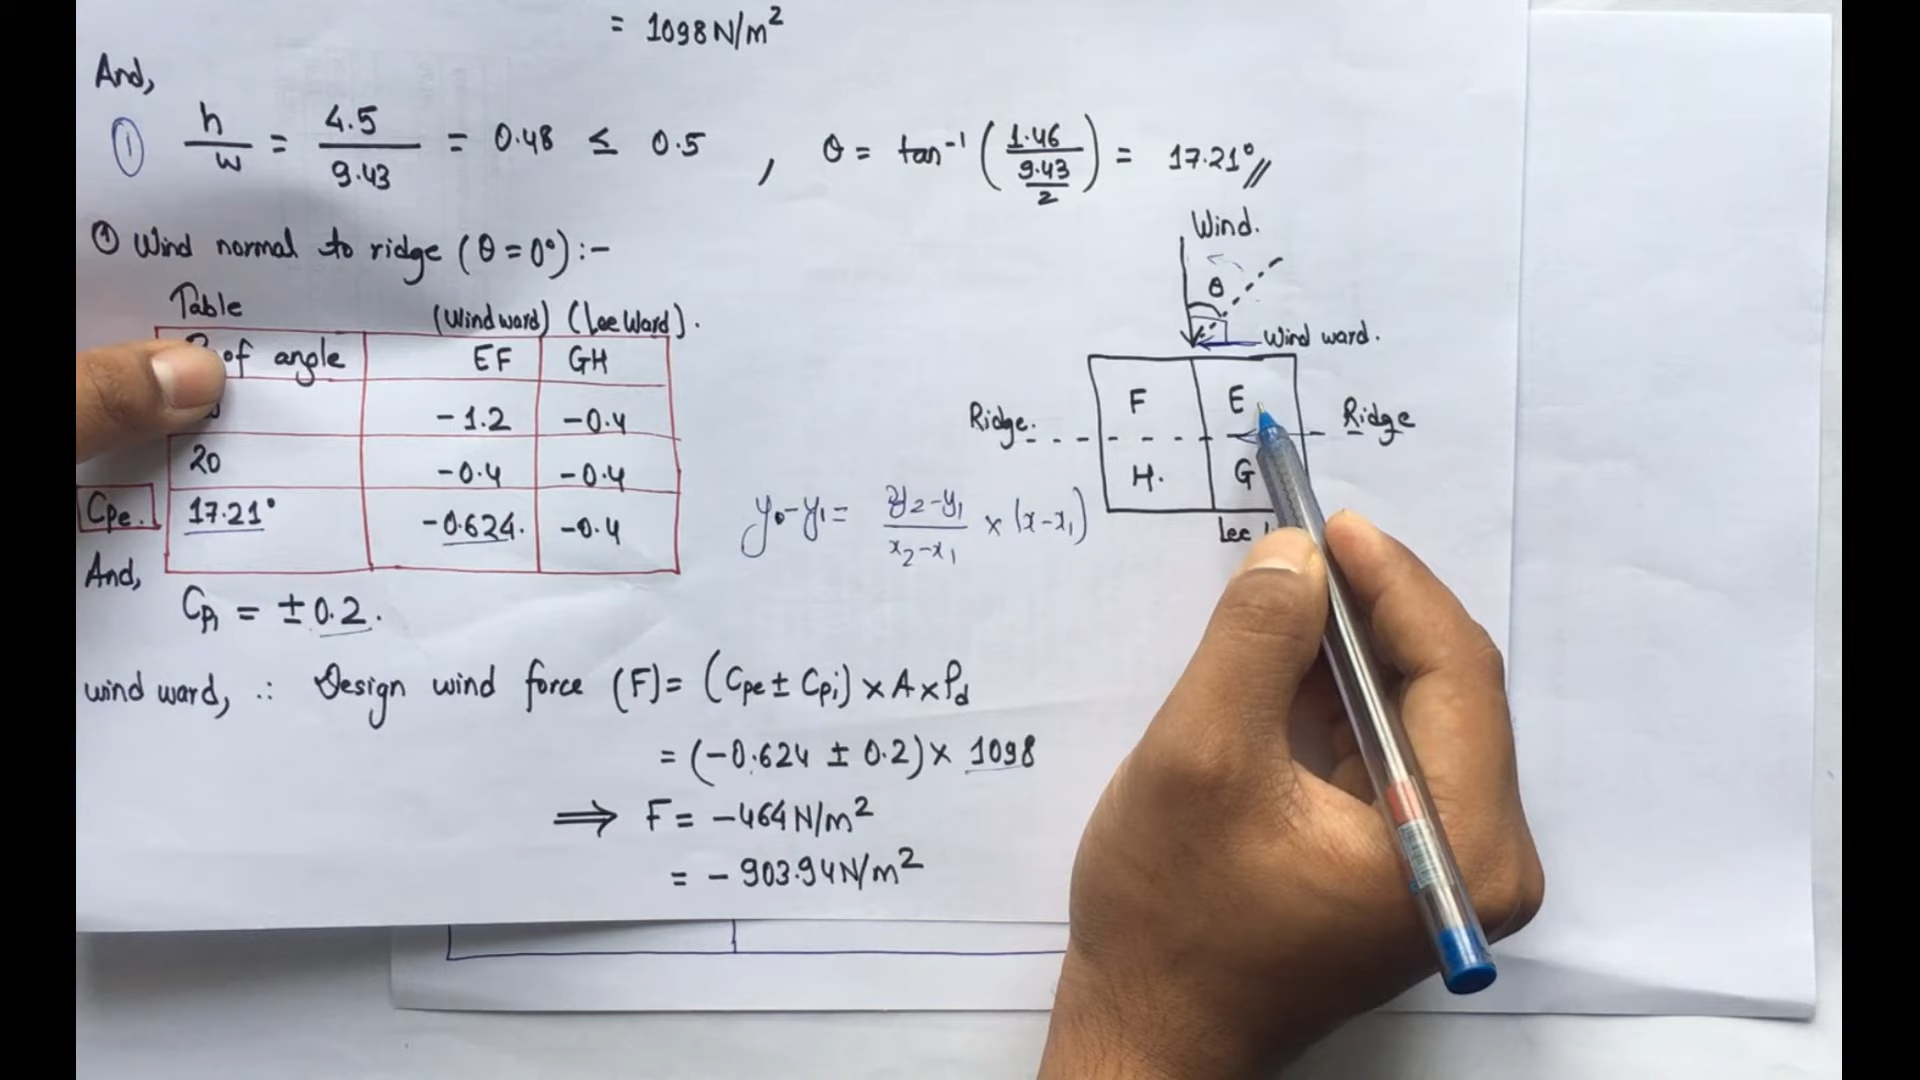 = 1098 N/m²
And,
① h/w = 4.5/9.43 = 0.48 ≤ 0.5 , θ = tan⁻¹ (1.46/(9.43/2)) = 17.21°//
① Wind normal to ridge (θ = 0°) :-
Table
(Wind ward) (Lee Ward).
of angle EF GH
-1.2 -0.4
20 -0.4 -0.4
Cpe. 17.21° -0.624. -0.4
And,
Cpi = ± 0.2.
Wind.
θ
Wind ward.
F E
Ridge. Ridge
H. G
Lee
y₀-y₁ = (y₂-y₁)/(x₂-x₁) × (x-x₁)
wind ward, ∴ Design wind force (F) = (Cpe ± Cpi) × A × Pd
= (-0.624 ± 0.2) × 1098
⟹ F = -464 N/m²
= -903.94 N/m²